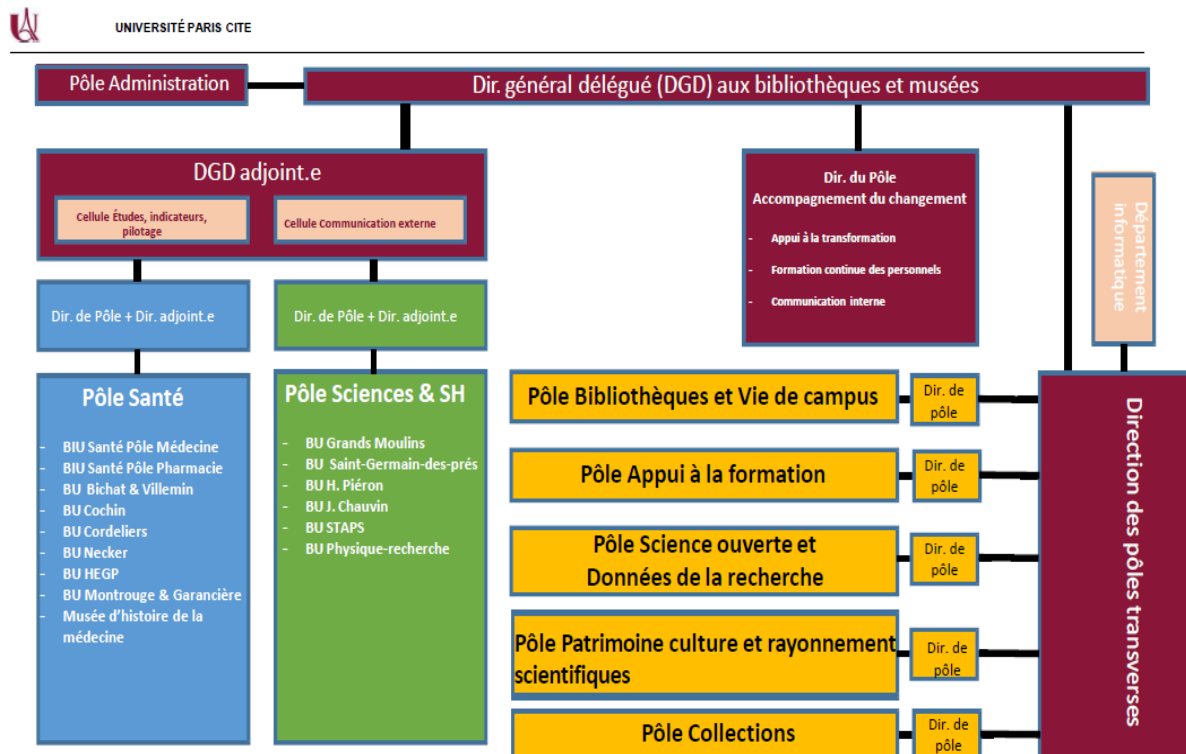 UNIVERSITÉ PARIS CITE
Pôle Administration
Dir. général délégué (DGD) aux bibliothèques et musées
DGD adjoint.e
Cellule Études, indicateurs,
pilotage
Cellule Communication externe
Dir. du Pôle
Accompagnement du changement
- Appui à la transformation
- Formation continue des personnels
- Communication interne
Département
informatique
Dir. de Pôle + Dir. adjoint.e
Dir. de Pôle + Dir. adjoint.e
Pôle Santé
- BIU Santé Pôle Médecine
- BIU Santé Pôle Pharmacie
- BU Bichat & Villemin
- BU Cochin
- BU Cordeliers
- BU Necker
- BU HEGP
- BU Montrouge & Garancière
- Musée d'histoire de la
médecine
Pôle Sciences & SH
- BU Grands Moulins
- BU Saint-Germain-des-prés
- BU H. Piéron
- BU J. Chauvin
- BU STAPS
- BU Physique-recherche
Pôle Bibliothèques et Vie de campus
Dir. de
pôle
Pôle Appui à la formation
Dir. de
pôle
Pôle Science ouverte et
Données de la recherche
Dir. de
pôle
Pôle Patrimoine culture et rayonnement
scientifiques
Dir. de
pôle
Pôle Collections
Dir. de
pôle
Direction des pôles transverses